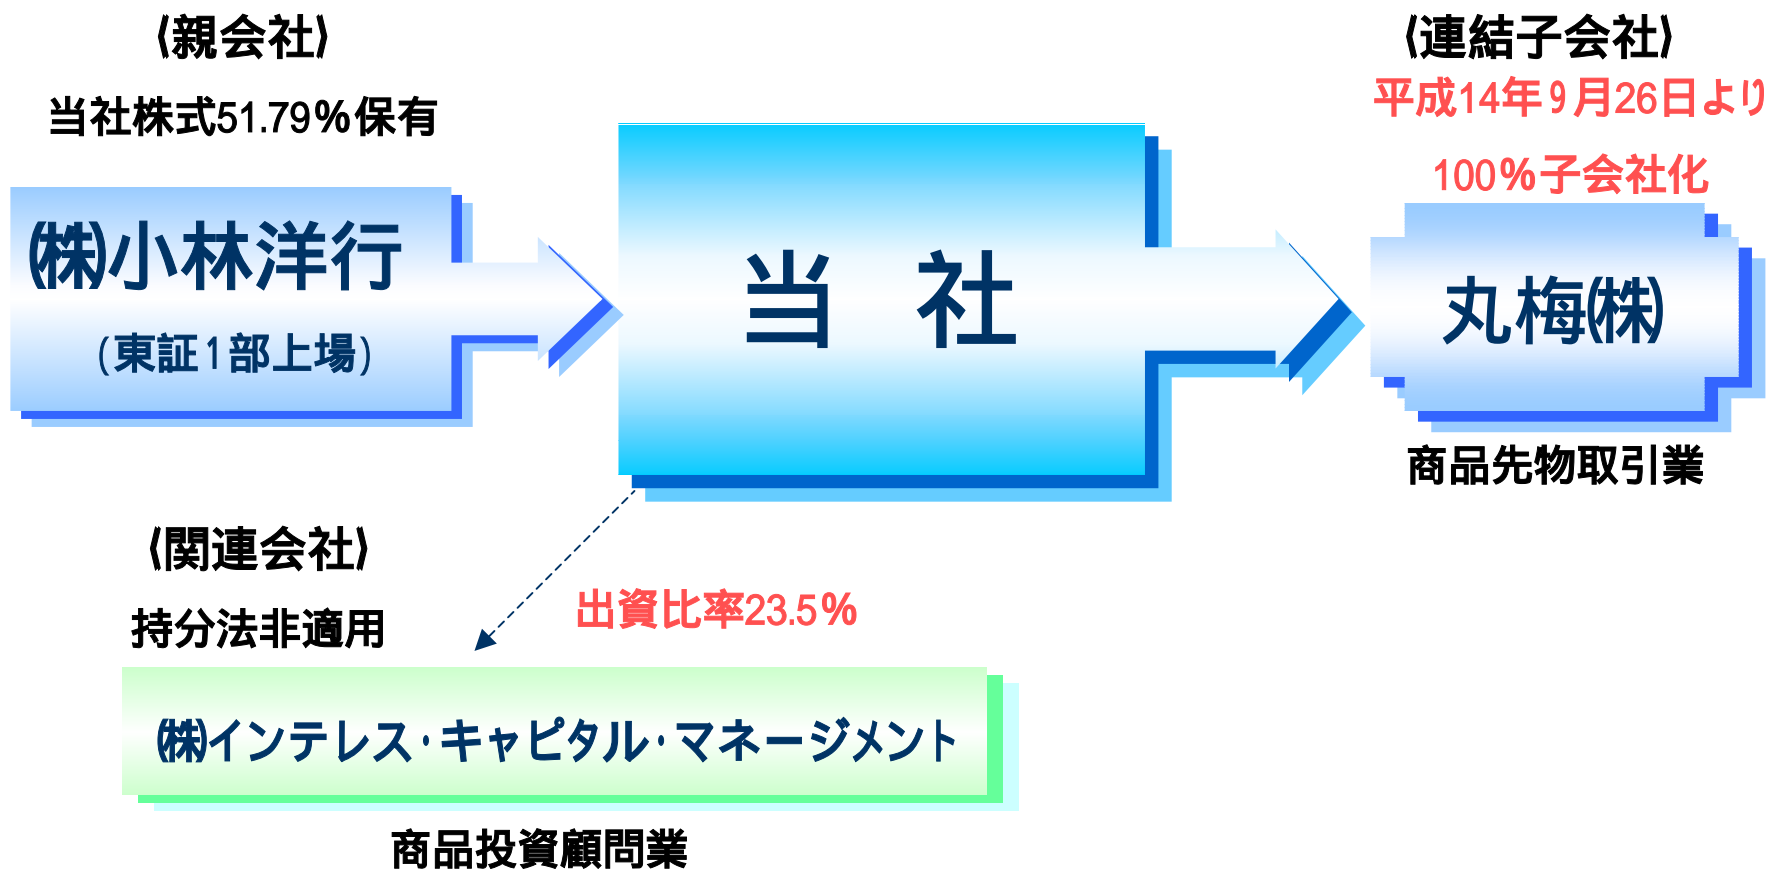 《親会社》
当社株式51.79％保有
㈱小林洋行
(東証1部上場)
当　社
《連結子会社》
平成14年9月26日より
100％子会社化
丸梅㈱
商品先物取引業
《関連会社》
持分法非適用
出資比率23.5％
㈱インテレス・キャピタル・マネージメント
商品投資顧問業